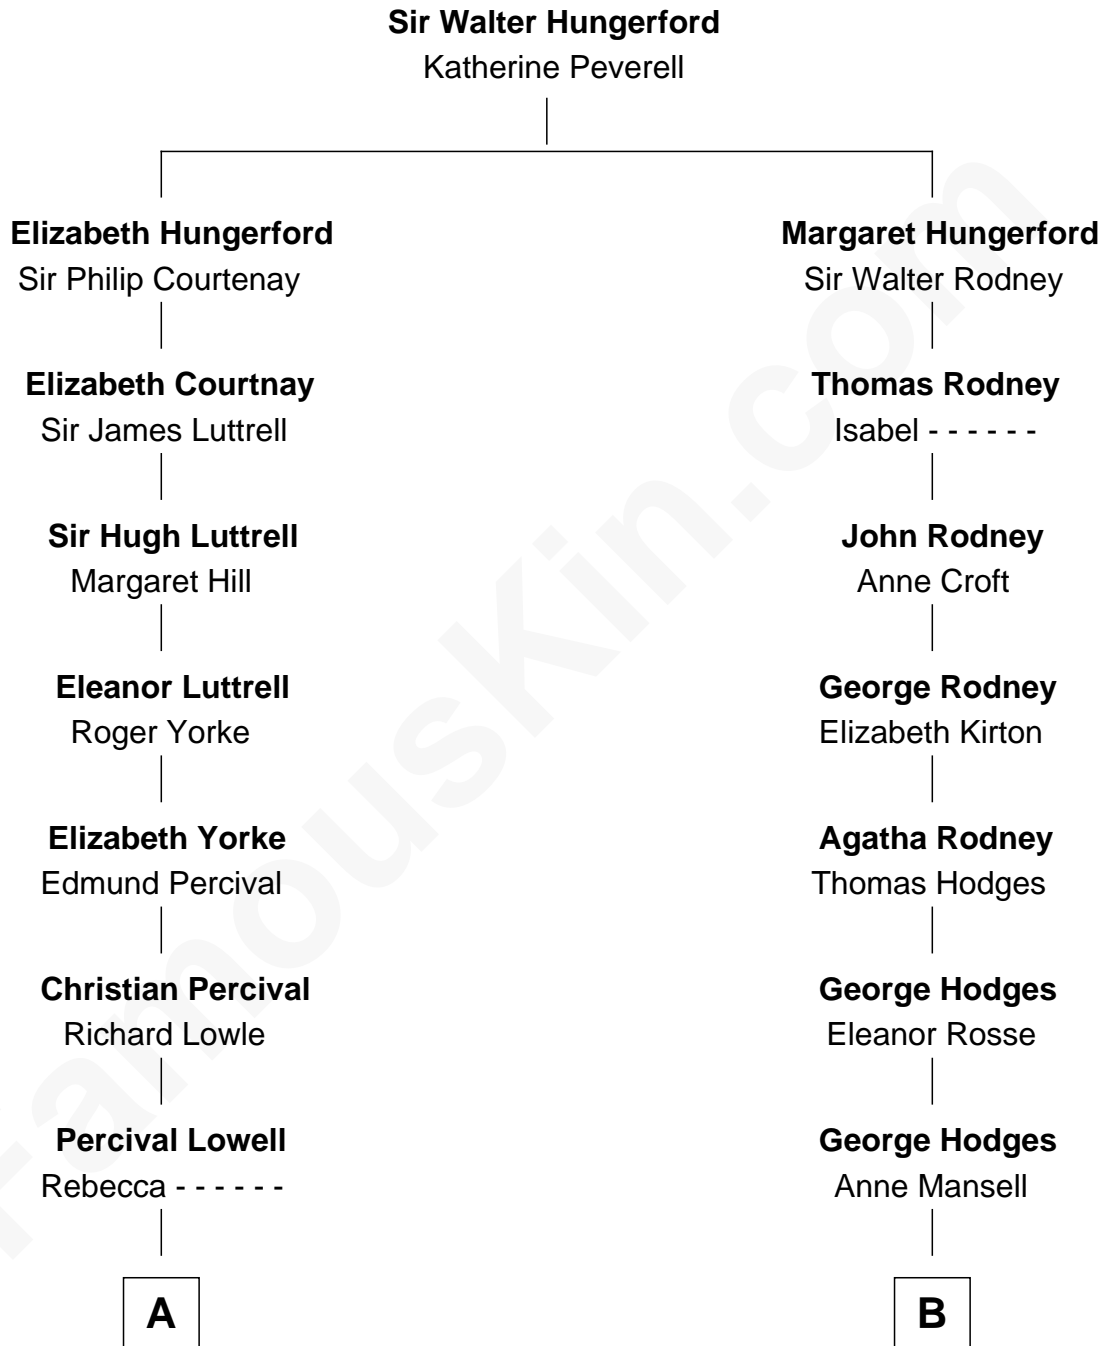 Sir Walter Hungerford
Katherine Peverell
Elizabeth Hungerford
Sir Philip Courtenay
Margaret Hungerford
Sir Walter Rodney
Elizabeth Courtnay
Sir James Luttrell
Thomas Rodney
Isabel - - - - - -
Sir Hugh Luttrell
Margaret Hill
John Rodney
Anne Croft
Eleanor Luttrell
Roger Yorke
George Rodney
Elizabeth Kirton
Elizabeth Yorke
Edmund Percival
Agatha Rodney
Thomas Hodges
Christian Percival
Richard Lowle
George Hodges
Eleanor Rosse
Percival Lowell
Rebecca - - - - - -
George Hodges
Anne Mansell
A
B
FamousKin.com